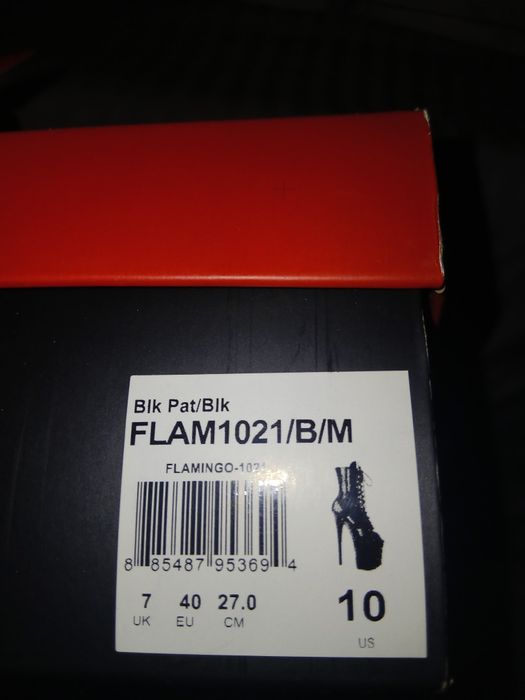 Blk Pat/Blk
FLAM1021/B/M
FLAMINGO-1021
8 85487 95369 4
7 40 27.0 10
UK EU CM US